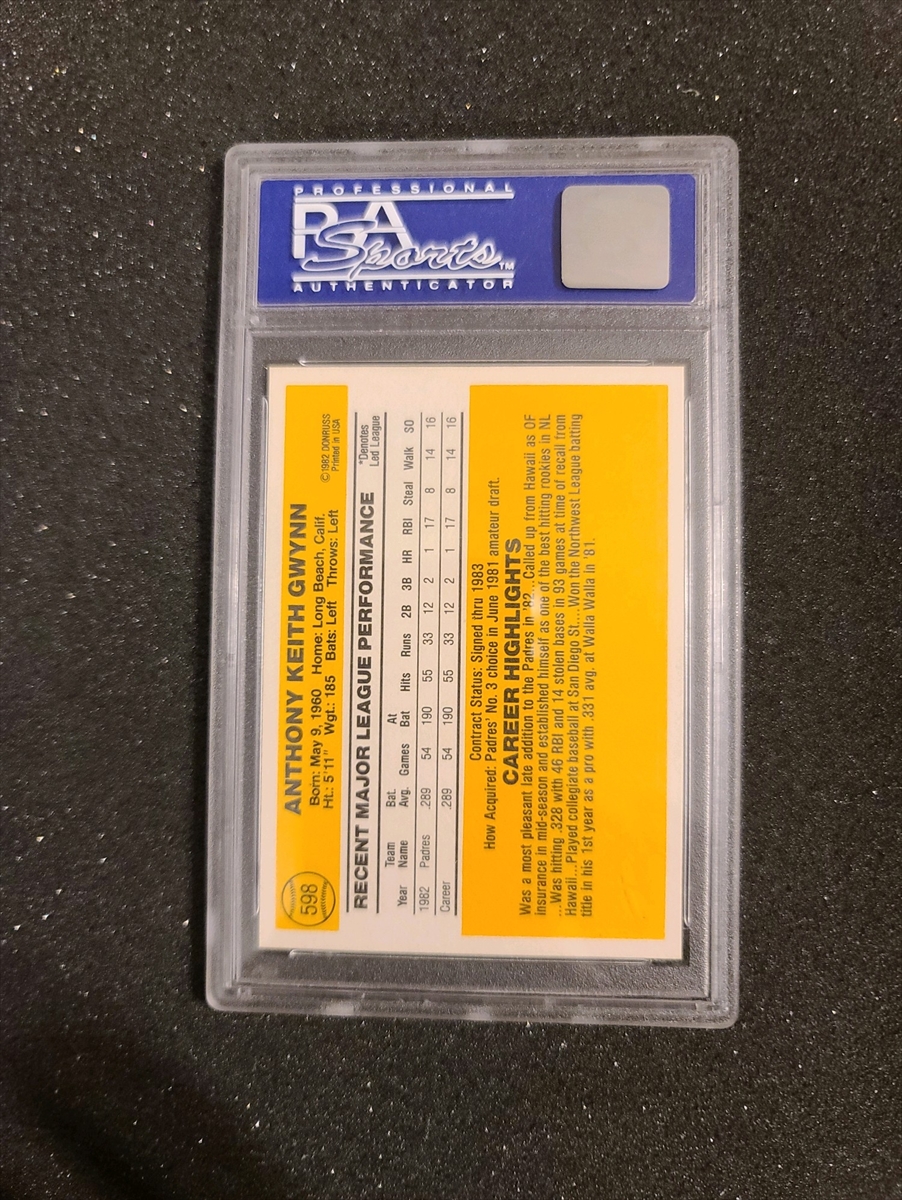 PROFESSIONAL
PSA
Sports™
AUTHENTICATOR
598
ANTHONY KEITH GWYNN
Born: May 9, 1960 Home: Long Beach, Calif.
Ht.: 5'11" Wgt.: 185 Bats: Left Throws: Left
©1982 DONRUSS
Printed in USA
RECENT MAJOR LEAGUE PERFORMANCE
*Denotes
Led League
Year Team Name Bat. Avg. Games At Bat Hits Runs 2B 3B HR RBI Steal Walk SO
1982 Padres .289 54 190 55 33 12 2 1 17 8 14 16
Career .289 54 190 55 33 12 2 1 17 8 14 16
Contract Status: Signed thru 1983
How Acquired: Padres' No. 3 choice in June 1981 amateur draft.
CAREER HIGHLIGHTS
Was a most pleasant late addition to the Padres in '82...Called up from Hawaii as OF
insurance in mid-season and established himself as one of the best hitting rookies in NL
...Was hitting .328 with 46 RBI and 14 stolen bases in 93 games at time of recall from
Hawaii...Played collegiate baseball at San Diego St....Won the Northwest League batting
title in his 1st year as a pro with .331 avg. at Walla Walla in '81.